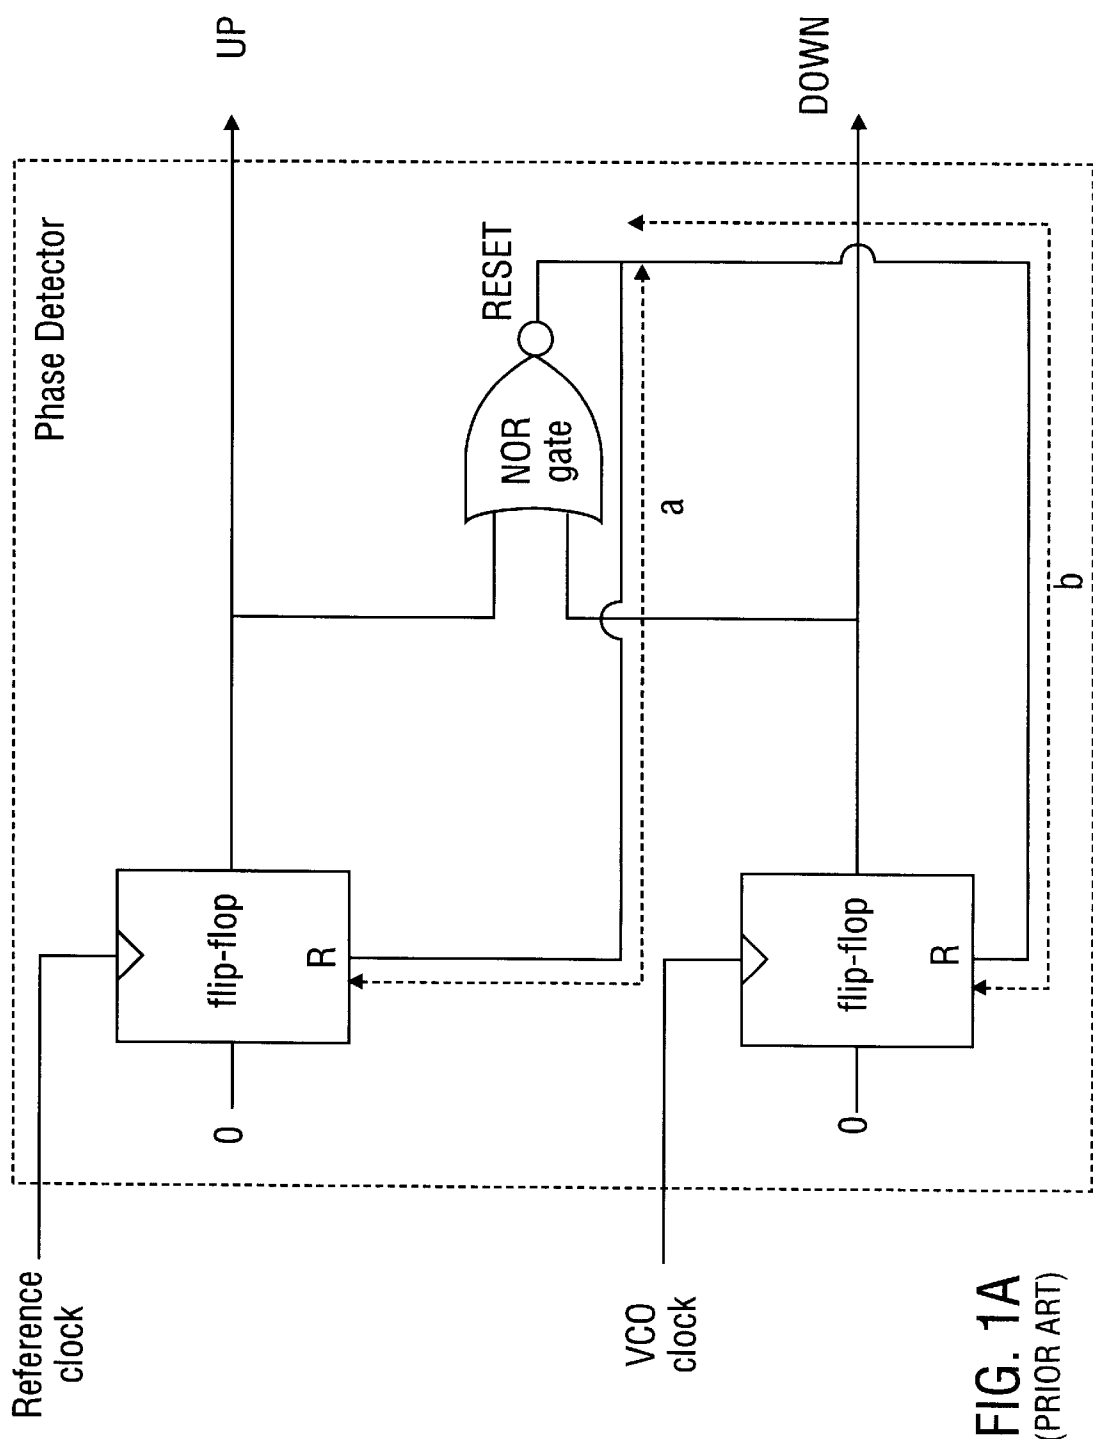 Phase Detector
Reference
clock
0
flip-flop
R
UP
NOR
gate
RESET
a
VCO
clock
0
flip-flop
R
DOWN
b
FIG. 1A
(PRIOR ART)